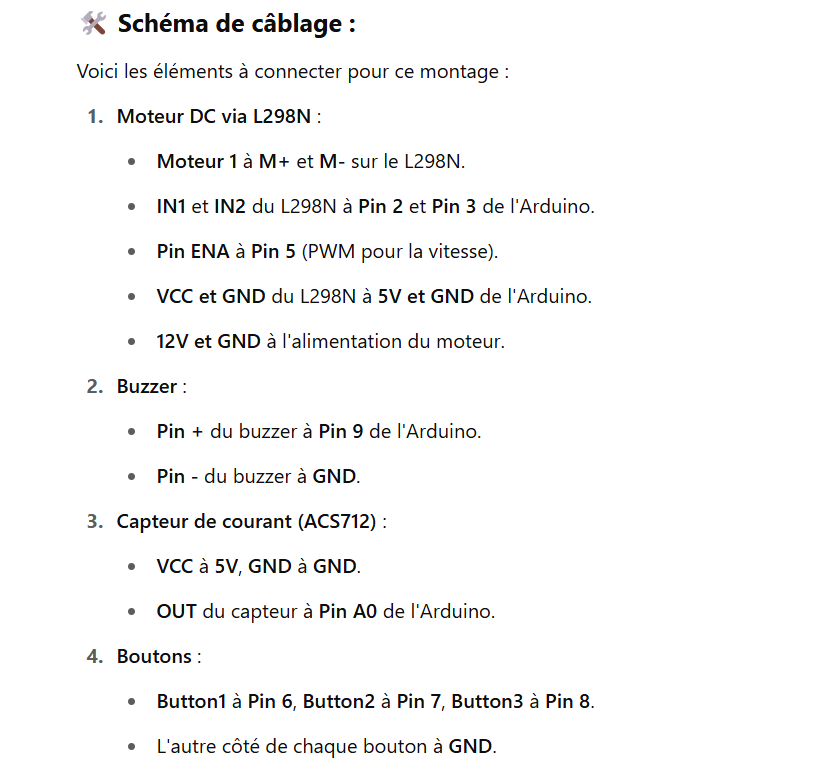 🛠️ Schéma de câblage :
Voici les éléments à connecter pour ce montage :
1. Moteur DC via L298N :
• Moteur 1 à M+ et M- sur le L298N.
• IN1 et IN2 du L298N à Pin 2 et Pin 3 de l'Arduino.
• Pin ENA à Pin 5 (PWM pour la vitesse).
• VCC et GND du L298N à 5V et GND de l'Arduino.
• 12V et GND à l'alimentation du moteur.
2. Buzzer :
• Pin + du buzzer à Pin 9 de l'Arduino.
• Pin - du buzzer à GND.
3. Capteur de courant (ACS712) :
• VCC à 5V, GND à GND.
• OUT du capteur à Pin A0 de l'Arduino.
4. Boutons :
• Button1 à Pin 6, Button2 à Pin 7, Button3 à Pin 8.
• L'autre côté de chaque bouton à GND.